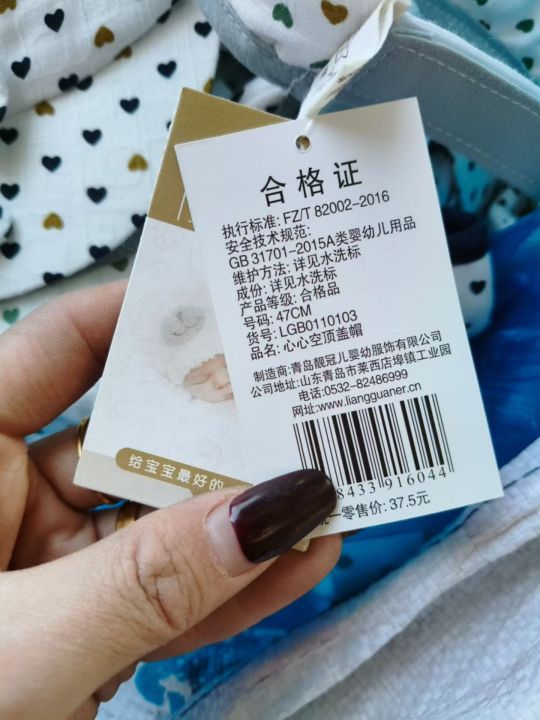 合格证
执行标准: FZ/T 82002-2016
安全技术规范:
GB 31701-2015A类婴幼儿用品
维护方法: 详见水洗标
成份: 详见水洗标
产品等级: 合格品
号码: 47CM
货号: LGB0110103
品名: 心心空顶盖帽
制造商:青岛靓冠儿婴幼服饰有限公司
公司地址:山东青岛市莱西店埠镇工业园
电话:0532-82486999
网址:www.liangguaner.cn
8433 916044
一零售价: 37.5元
给宝宝最好的